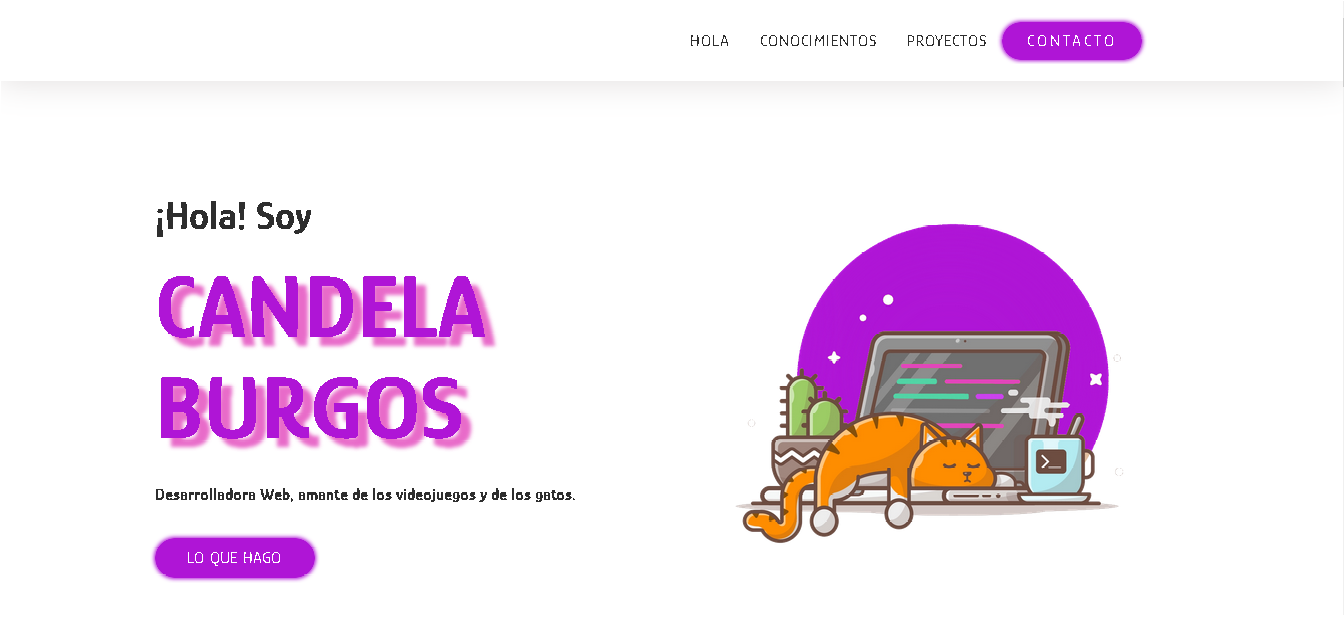 HOLA CONOCIMIENTOS PROYECTOS CONTACTO
¡Hola! Soy
CANDELA
BURGOS
Desarrolladora Web, amante de los videojuegos y de los gatos.
LO QUE HAGO